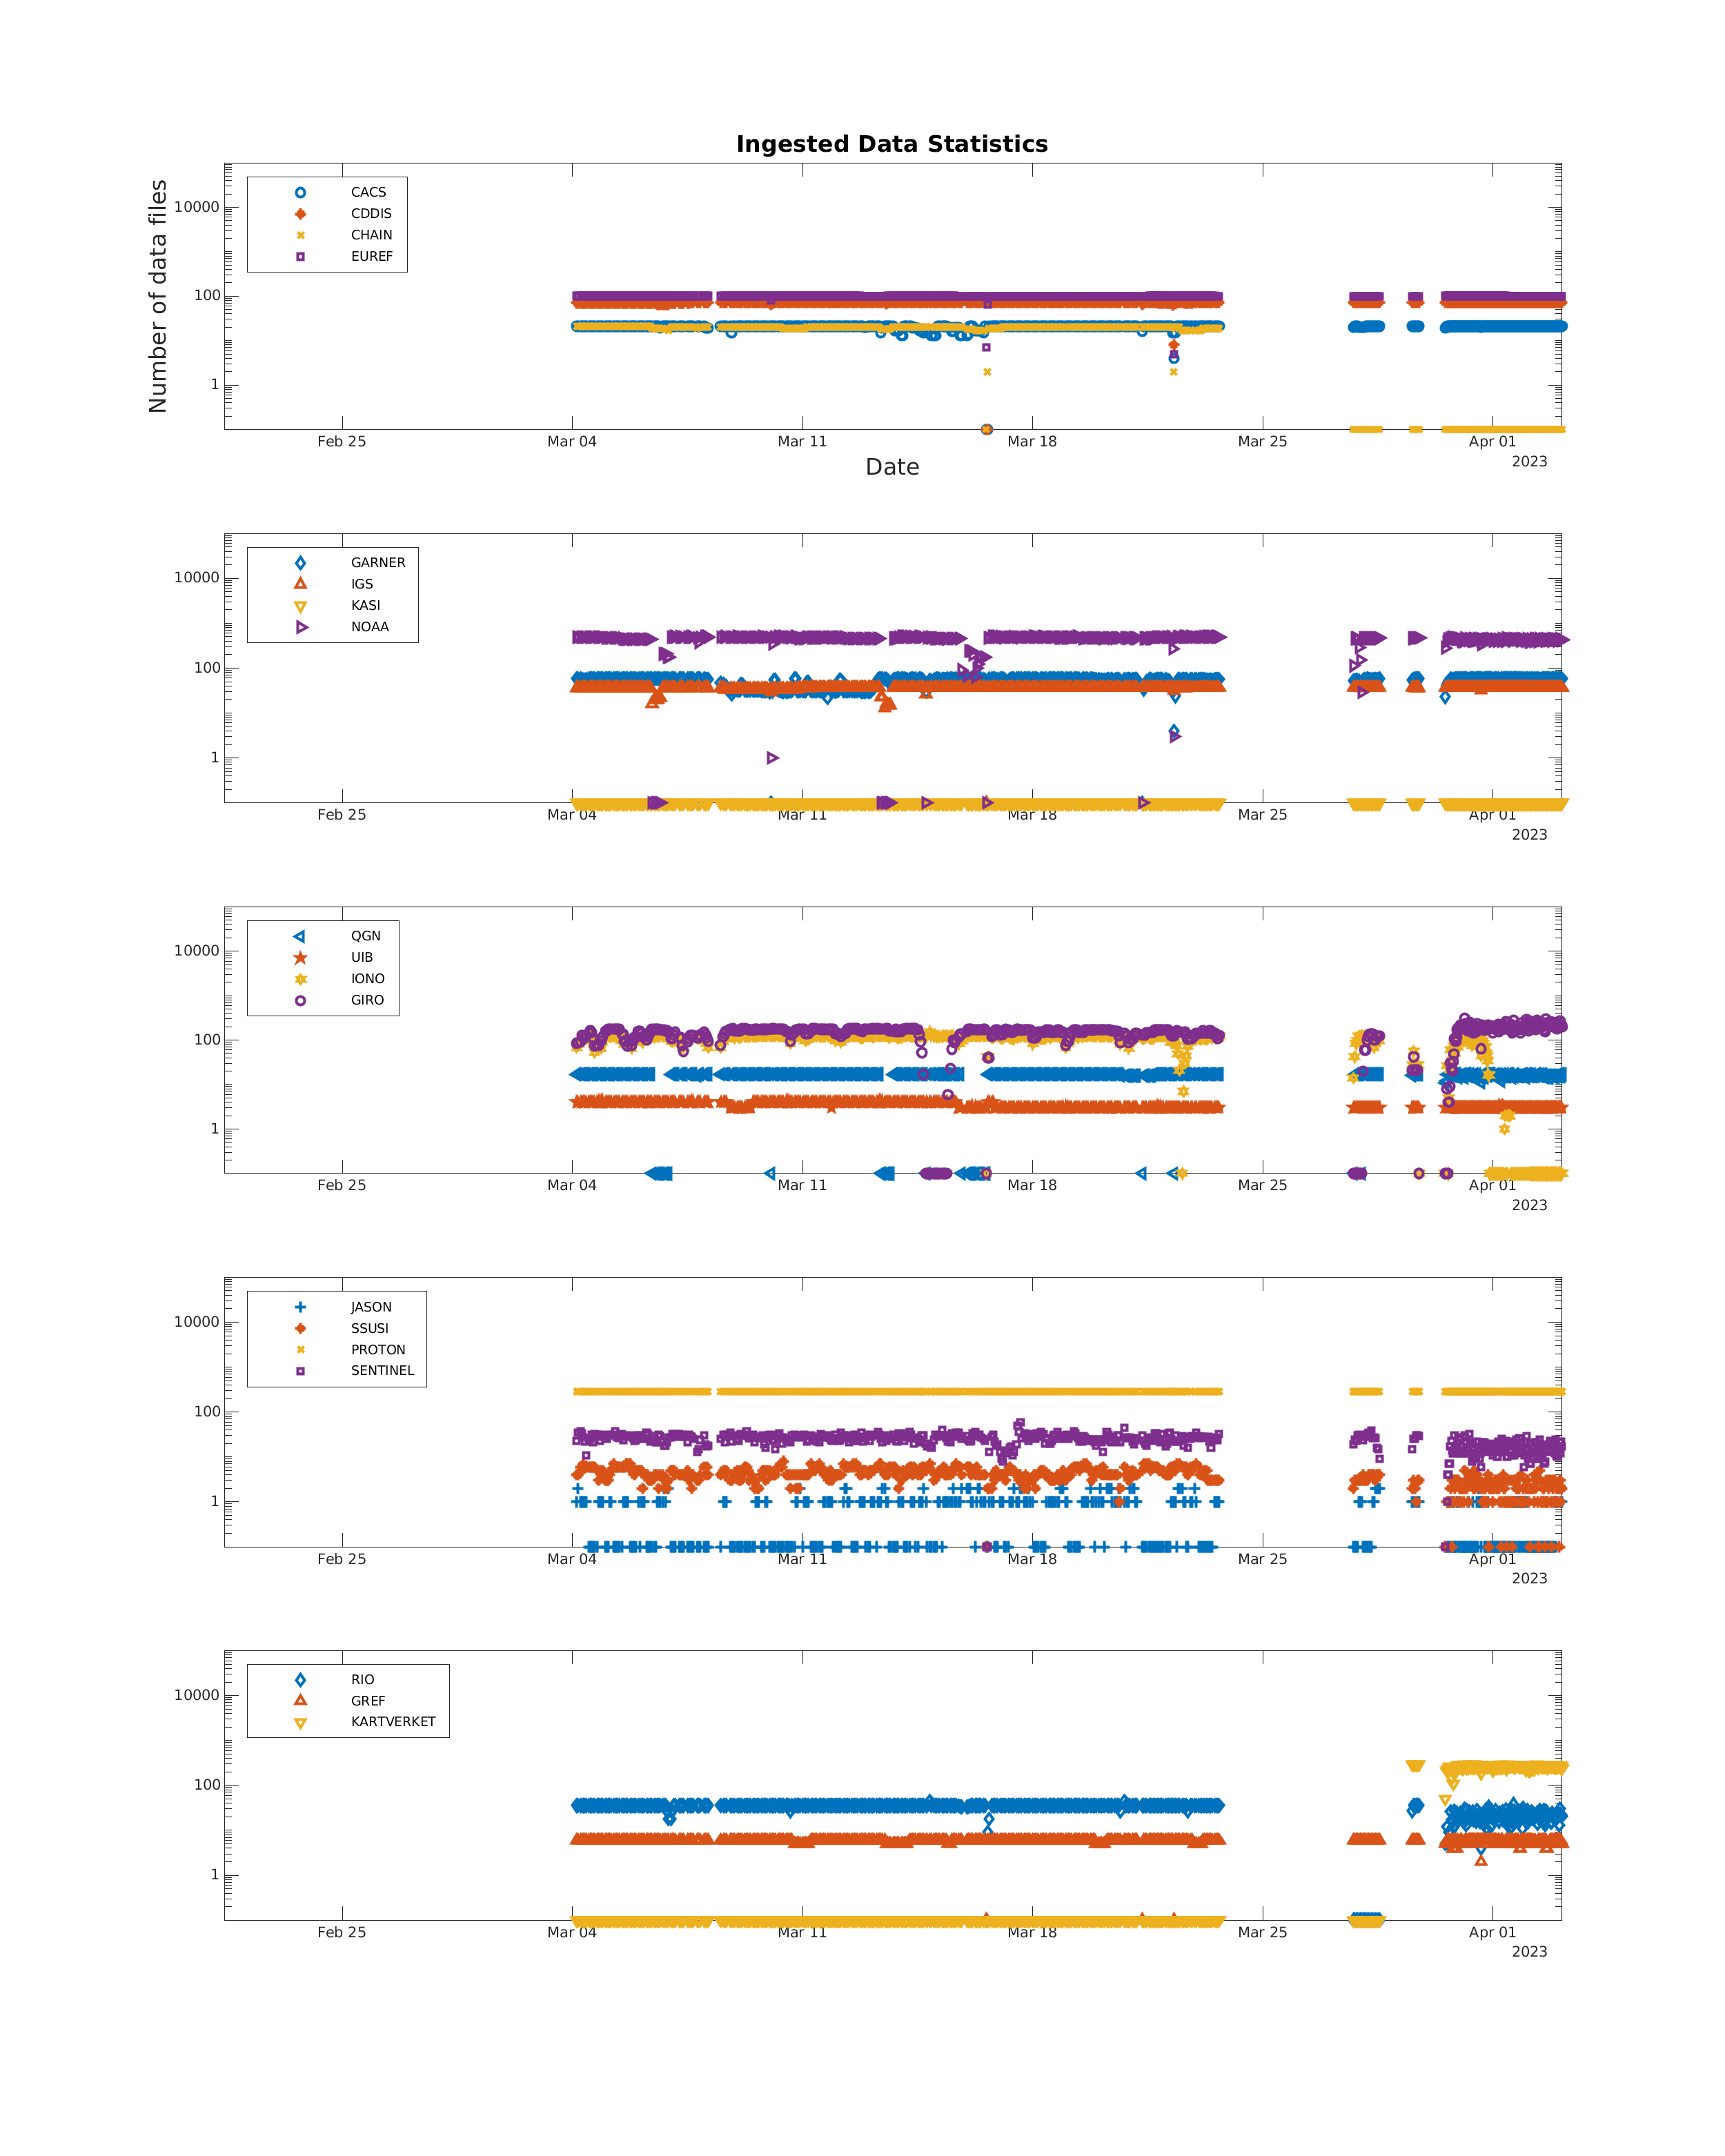 Ingested Data Statistics
Number of data files
10000
100
1
CACS
CDDIS
CHAIN
EUREF
Feb 25 Mar 04 Mar 11 Mar 18 Mar 25 Apr 01
2023
Date
10000
100
1
GARNER
IGS
KASI
NOAA
Feb 25 Mar 04 Mar 11 Mar 18 Mar 25 Apr 01
2023
10000
100
1
QGN
UIB
IONO
GIRO
Feb 25 Mar 04 Mar 11 Mar 18 Mar 25 Apr 01
2023
10000
100
1
JASON
SSUSI
PROTON
SENTINEL
Feb 25 Mar 04 Mar 11 Mar 18 Mar 25 Apr 01
2023
10000
100
1
RIO
GREF
KARTVERKET
Feb 25 Mar 04 Mar 11 Mar 18 Mar 25 Apr 01
2023